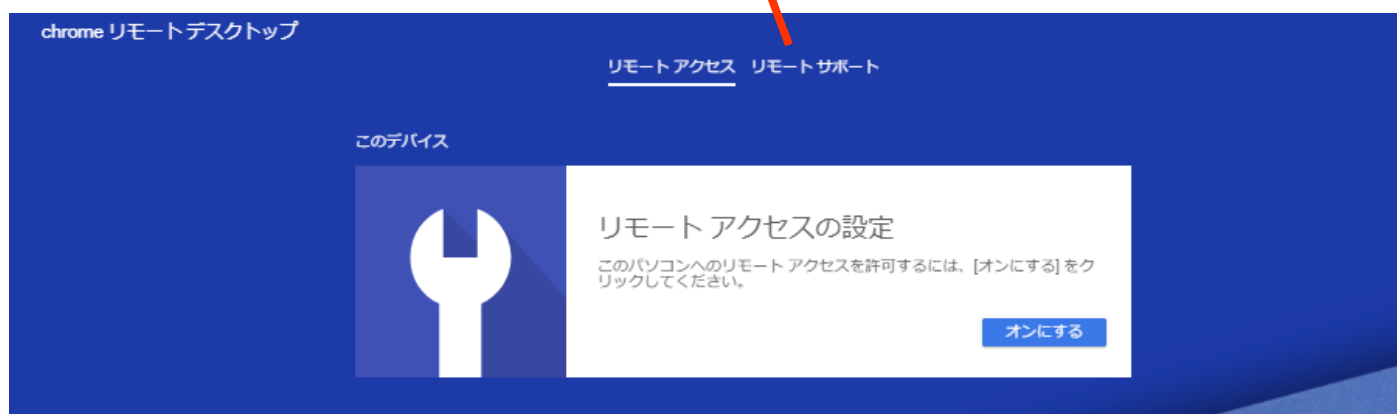 chrome リモート デスクトップ
リモート アクセス リモート サポート
このデバイス
リモート アクセスの設定
このパソコンへのリモート アクセスを許可するには、[オンにする] をク
リックしてください。
オンにする